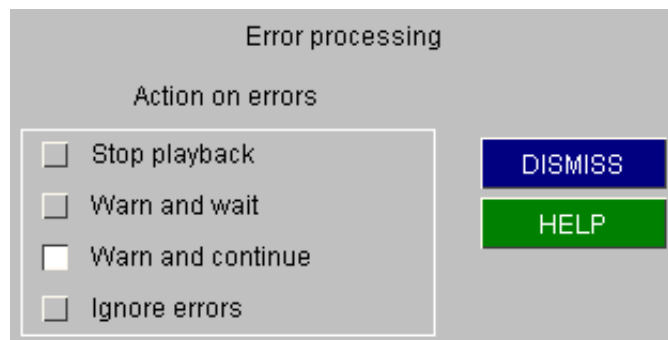 Error processing
Action on errors
Stop playback
DISMISS
Warn and wait
HELP
Warn and continue
Ignore errors